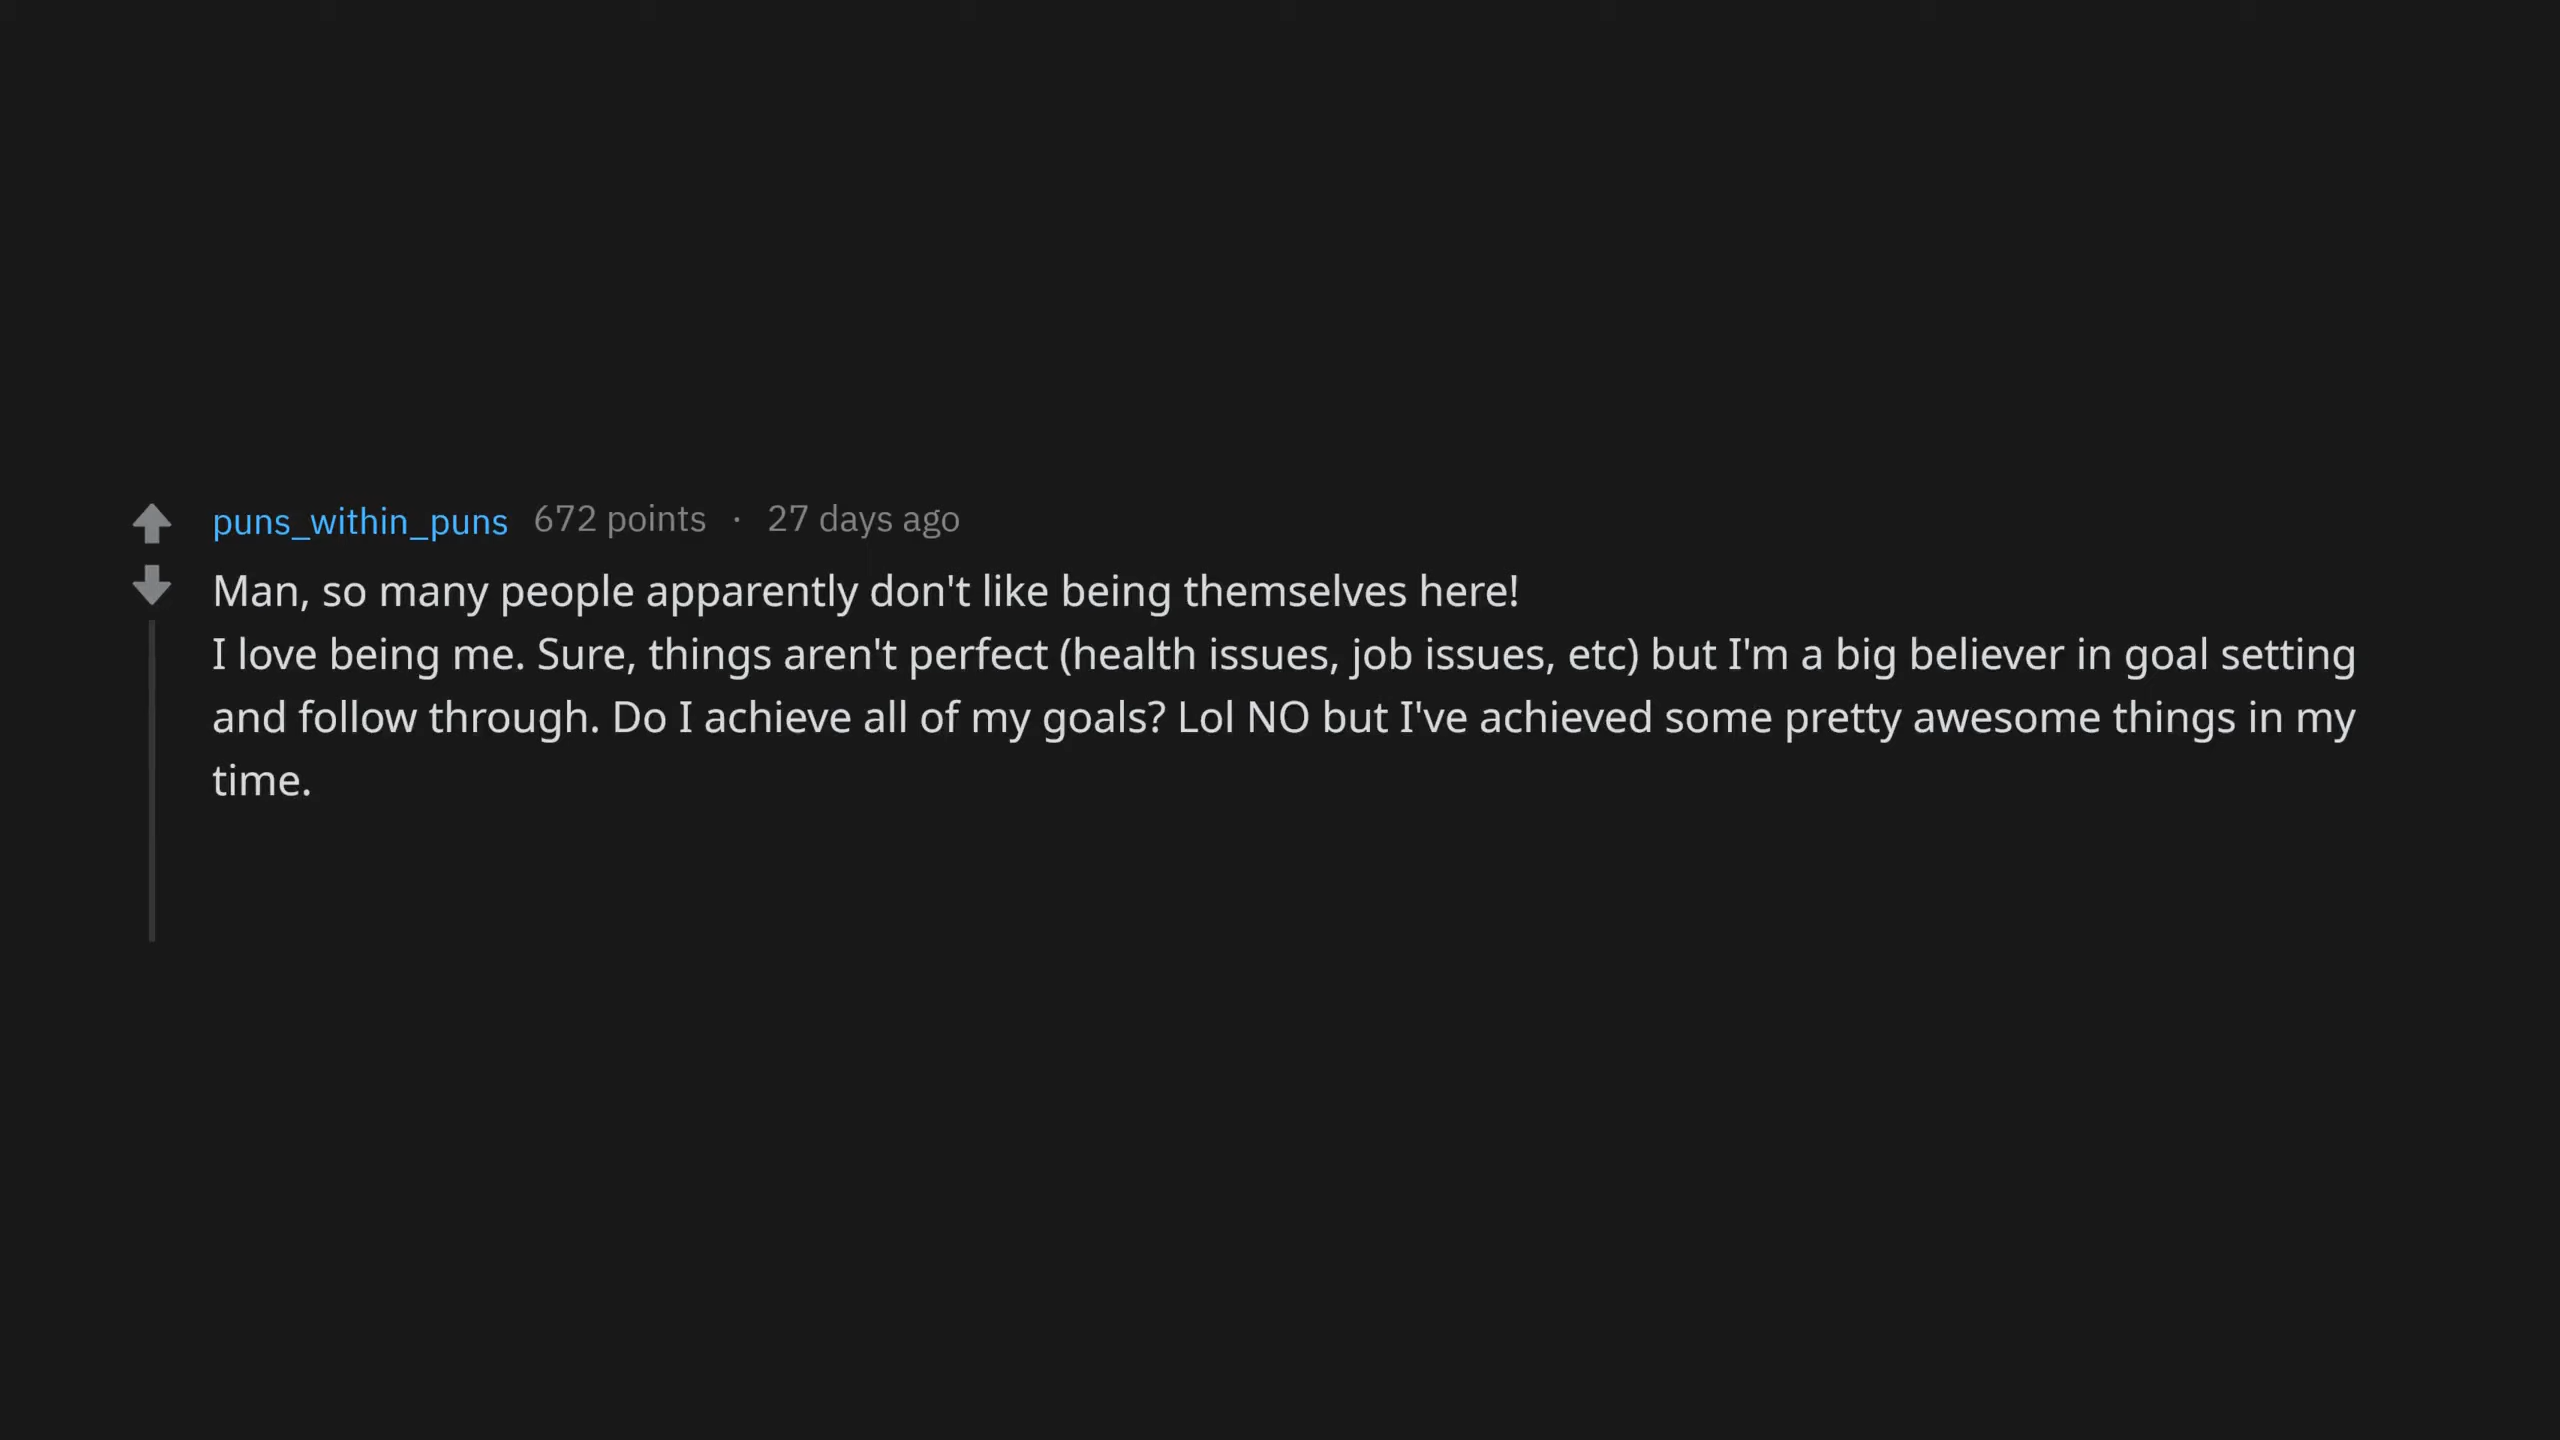 puns_within_puns 672 points · 27 days ago
Man, so many people apparently don't like being themselves here!
I love being me. Sure, things aren't perfect (health issues, job issues, etc) but I'm a big believer in goal setting
and follow through. Do I achieve all of my goals? Lol NO but I've achieved some pretty awesome things in my
time.